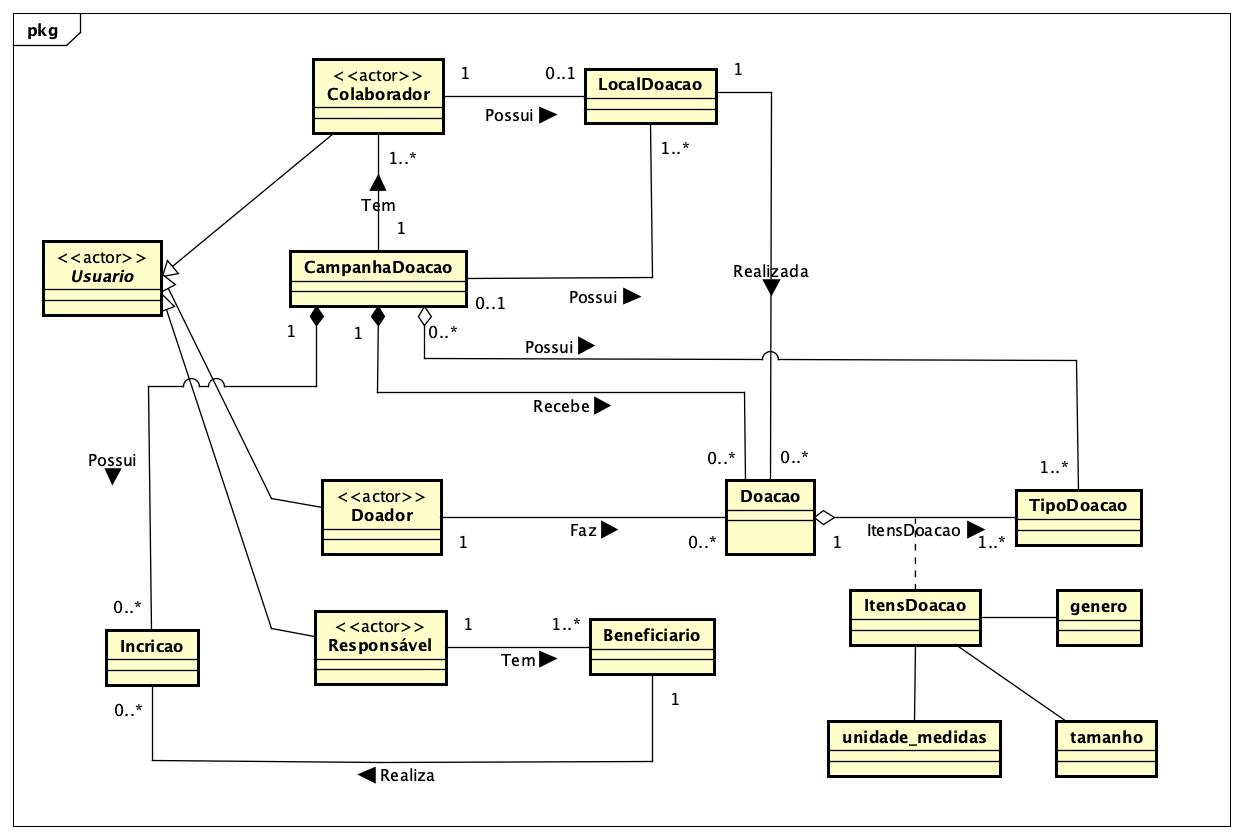 pkg
<<actor>>
Colaborador
1
0..1
Possui
LocalDoacao
1
1..*
Tem
1
1..*
Realizada
<<actor>>
Usuario
CampanhaDoacao
0..1
Possui
1
1
0..*
Possui
Recebe
Possui
0..*
0..*
1..*
<<actor>>
Doador
1
Faz
0..*
Doacao
1
ItensDoacao
1..*
TipoDoacao
0..*
Incricao
0..*
<<actor>>
Responsável
1
Tem
1..*
Beneficiario
1
Realiza
ItensDoacao
genero
unidade_medidas
tamanho